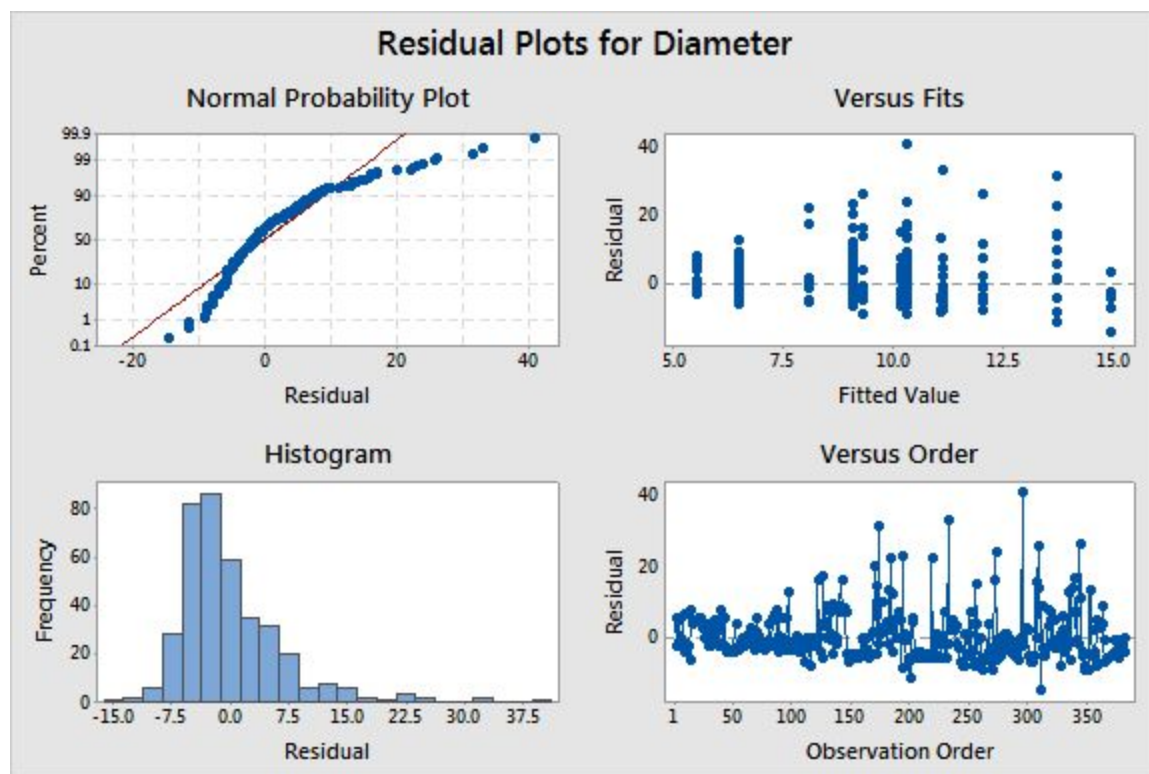 Residual Plots for Diameter
Normal Probability Plot
99.9
99
90
50
10
1
0.1
Percent
-20 0 20 40
Residual
Versus Fits
40
20
0
Residual
5.0 7.5 10.0 12.5 15.0
Fitted Value
Histogram
80
60
40
20
0
Frequency
-15.0 -7.5 0.0 7.5 15.0 22.5 30.0 37.5
Residual
Versus Order
40
20
0
Residual
1 50 100 150 200 250 300 350
Observation Order